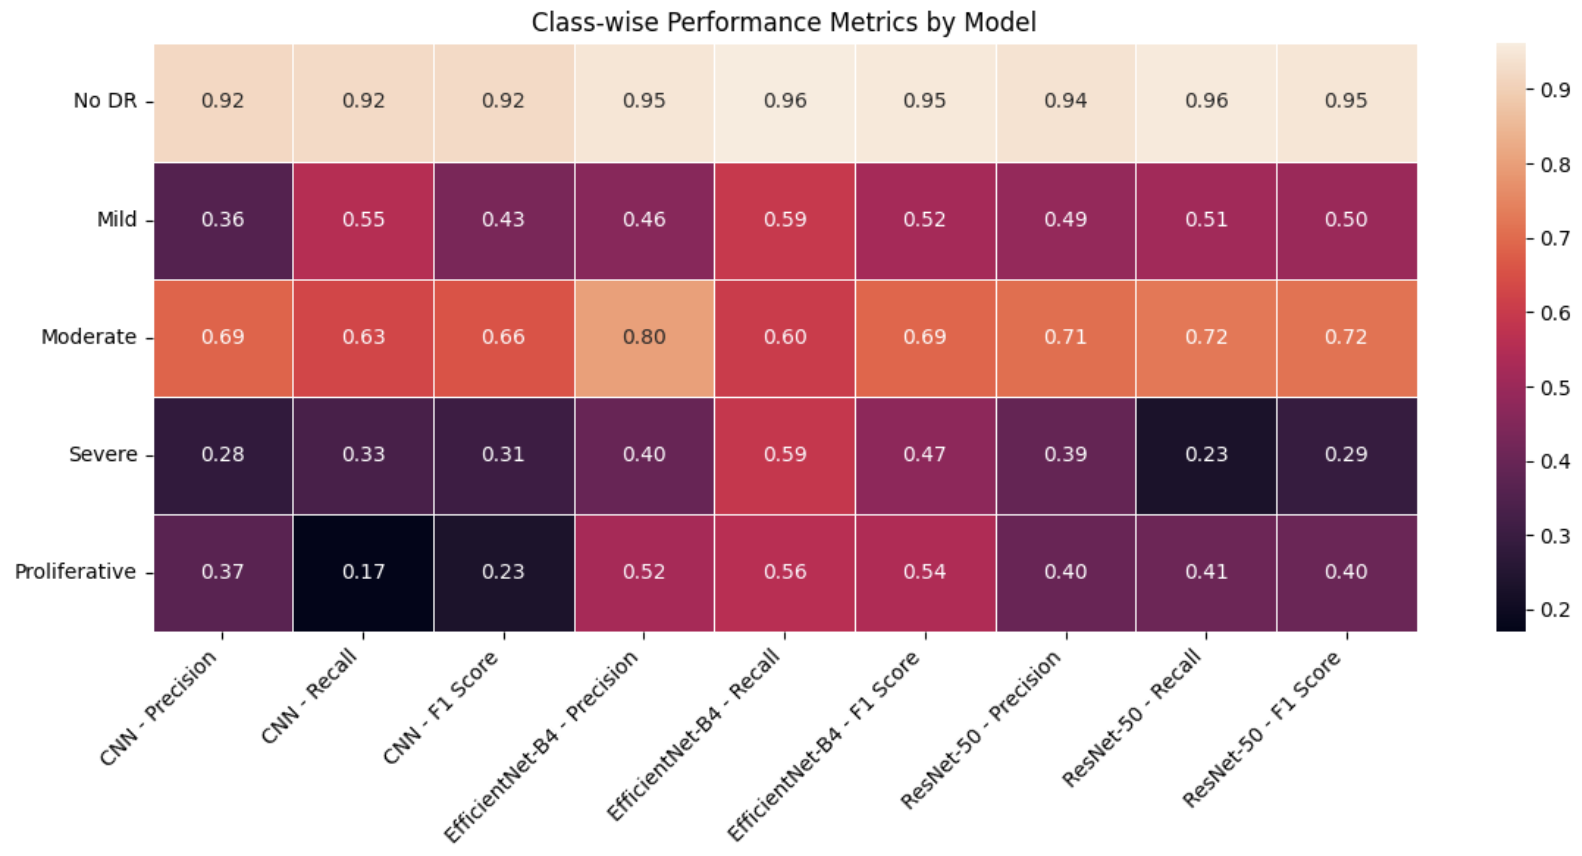 Class-wise Performance Metrics by Model
No DR
0.92 0.92 0.92 0.95 0.96 0.95 0.94 0.96 0.95
Mild
0.36 0.55 0.43 0.46 0.59 0.52 0.49 0.51 0.50
Moderate
0.69 0.63 0.66 0.80 0.60 0.69 0.71 0.72 0.72
Severe
0.28 0.33 0.31 0.40 0.59 0.47 0.39 0.23 0.29
Proliferative
0.37 0.17 0.23 0.52 0.56 0.54 0.40 0.41 0.40
CNN - Precision
CNN - Recall
CNN - F1 Score
EfficientNet-B4 - Precision
EfficientNet-B4 - Recall
EfficientNet-B4 - F1 Score
ResNet-50 - Precision
ResNet-50 - Recall
ResNet-50 - F1 Score
0.9
0.8
0.7
0.6
0.5
0.4
0.3
0.2